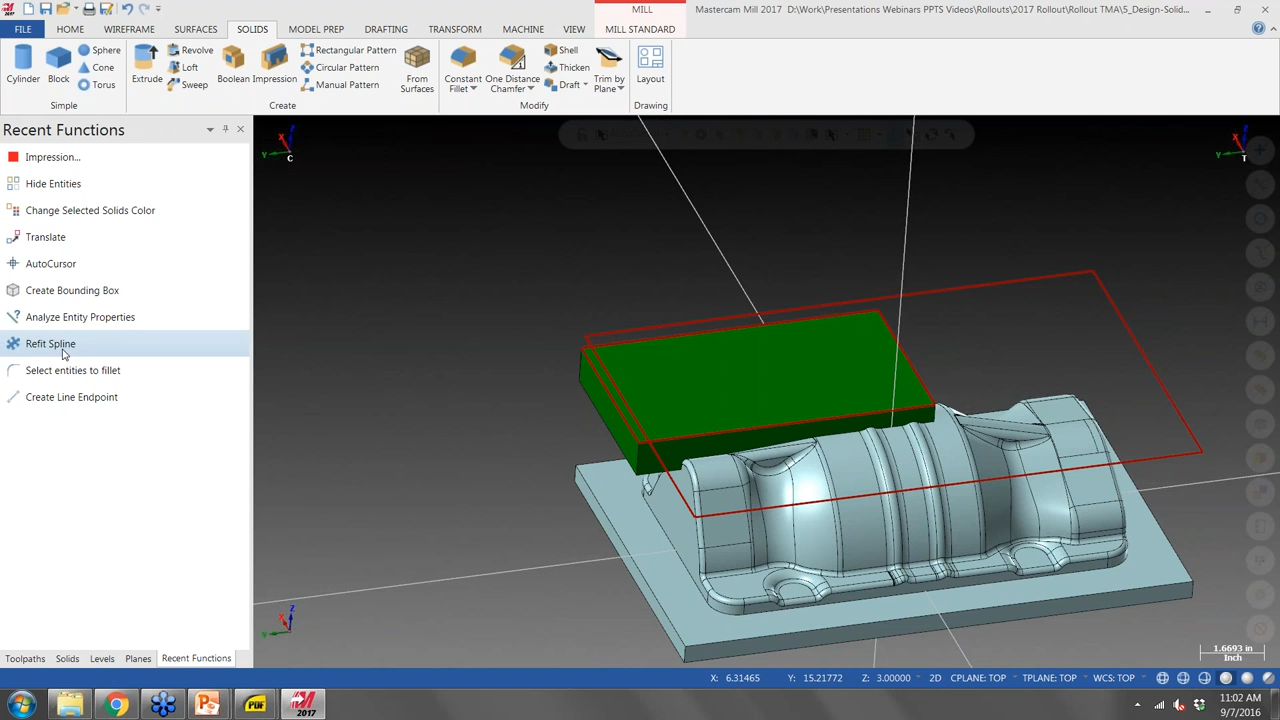 MILL
Mastercam Mill 2017 D:\Work\Presentations Webinars PPTS Videos\Rollouts\2017 Rollout\Rollout TMA\5_Design-Solid...
FILE HOME WIREFRAME SURFACES SOLIDS MODEL PREP DRAFTING TRANSFORM MACHINE VIEW MILL STANDARD
Cylinder
Block
Sphere
Cone
Torus
Simple
Extrude
Revolve
Loft
Sweep
Boolean
Impression
Rectangular Pattern
Circular Pattern
Manual Pattern
From
Surfaces
Create
Constant
Fillet
One Distance
Chamfer
Shell
Thicken
Draft
Trim by
Plane
Modify
Layout
Drawing
Recent Functions
Impression...
Hide Entities
Change Selected Solids Color
Translate
AutoCursor
Create Bounding Box
Analyze Entity Properties
Refit Spline
Select entities to fillet
Create Line Endpoint
Z
X
Y
C
Z
X
Y
T
Z
X
Y
1.6693 in
Inch
Toolpaths Solids Levels Planes Recent Functions
X: 6.31465 Y: 15.21772 Z: 3.00000 2D CPLANE: TOP TPLANE: TOP WCS: TOP
PDF
2017
11:02 AM
9/7/2016